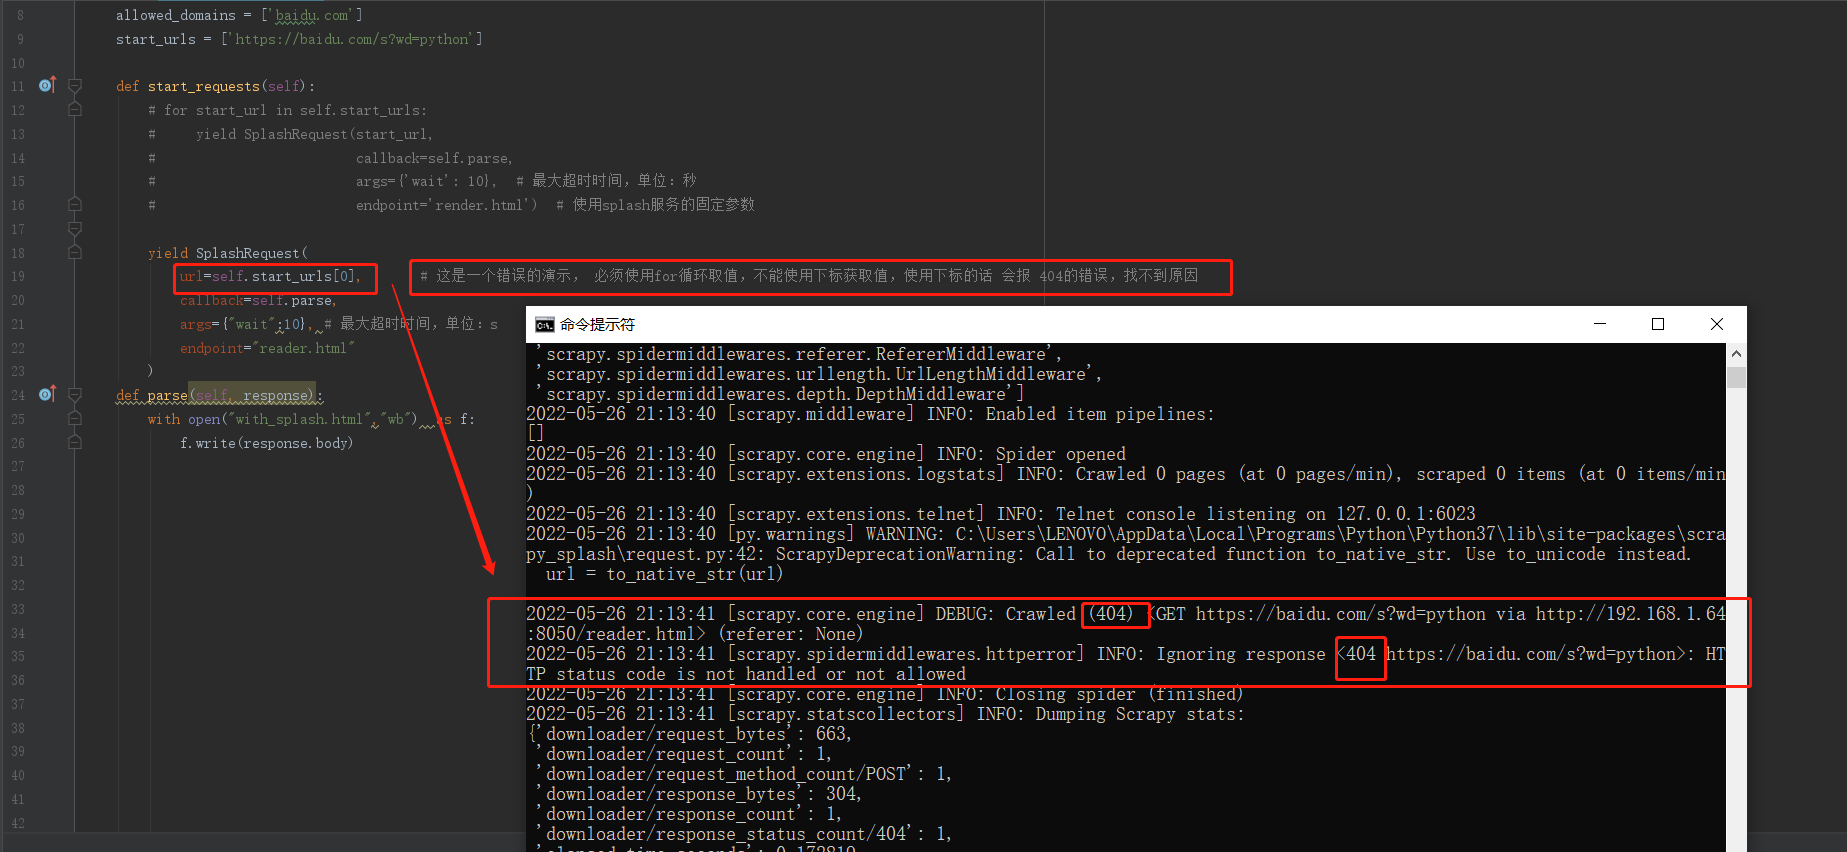 8 allowed_domains = ['baidu.com']
9 start_urls = ['https://baidu.com/s?wd=python']
10
11 def start_requests(self):
12 # for start_url in self.start_urls:
13 #     yield SplashRequest(start_url,
14 #                         callback=self.parse,
15 #                         args={'wait': 10},  # 最大超时时间，单位：秒
16 #                         endpoint='render.html')  # 使用splash服务的固定参数
17
18 yield SplashRequest(
19 url=self.start_urls[0], # 这是一个错误的演示， 必须使用for循环取值，不能使用下标获取值，使用下标的话 会报 404的错误，找不到原因
20 callback=self.parse,
21 args={"wait":10}, # 最大超时时间，单位：s
22 endpoint="reader.html"
23 )
24 def parse(self, response):
25 with open("with_splash.html","wb") as f:
26 f.write(response.body)
27
28
29
30
31
32
33
34
35
36
37
38
39
40
41
42
命令提示符
'scrapy.spidermiddlewares.referer.RefererMiddleware',
'scrapy.spidermiddlewares.urllength.UrlLengthMiddleware',
'scrapy.spidermiddlewares.depth.DepthMiddleware']
2022-05-26 21:13:40 [scrapy.middleware] INFO: Enabled item pipelines:
[]
2022-05-26 21:13:40 [scrapy.core.engine] INFO: Spider opened
2022-05-26 21:13:40 [scrapy.extensions.logstats] INFO: Crawled 0 pages (at 0 pages/min), scraped 0 items (at 0 items/min
)
2022-05-26 21:13:40 [scrapy.extensions.telnet] INFO: Telnet console listening on 127.0.0.1:6023
2022-05-26 21:13:40 [py.warnings] WARNING: C:\Users\LENOVO\AppData\Local\Programs\Python\Python37\lib\site-packages\scra
py_splash\request.py:42: ScrapyDeprecationWarning: Call to deprecated function to_native_str. Use to_unicode instead.
url = to_native_str(url)
2022-05-26 21:13:41 [scrapy.core.engine] DEBUG: Crawled (404) <GET https://baidu.com/s?wd=python via http://192.168.1.64
:8050/reader.html> (referer: None)
2022-05-26 21:13:41 [scrapy.spidermiddlewares.httperror] INFO: Ignoring response <404 https://baidu.com/s?wd=python>: HT
TP status code is not handled or not allowed
2022-05-26 21:13:41 [scrapy.core.engine] INFO: Closing spider (finished)
2022-05-26 21:13:41 [scrapy.statscollectors] INFO: Dumping Scrapy stats:
{'downloader/request_bytes': 663,
'downloader/request_count': 1,
'downloader/request_method_count/POST': 1,
'downloader/response_bytes': 304,
'downloader/response_count': 1,
'downloader/response_status_count/404': 1,